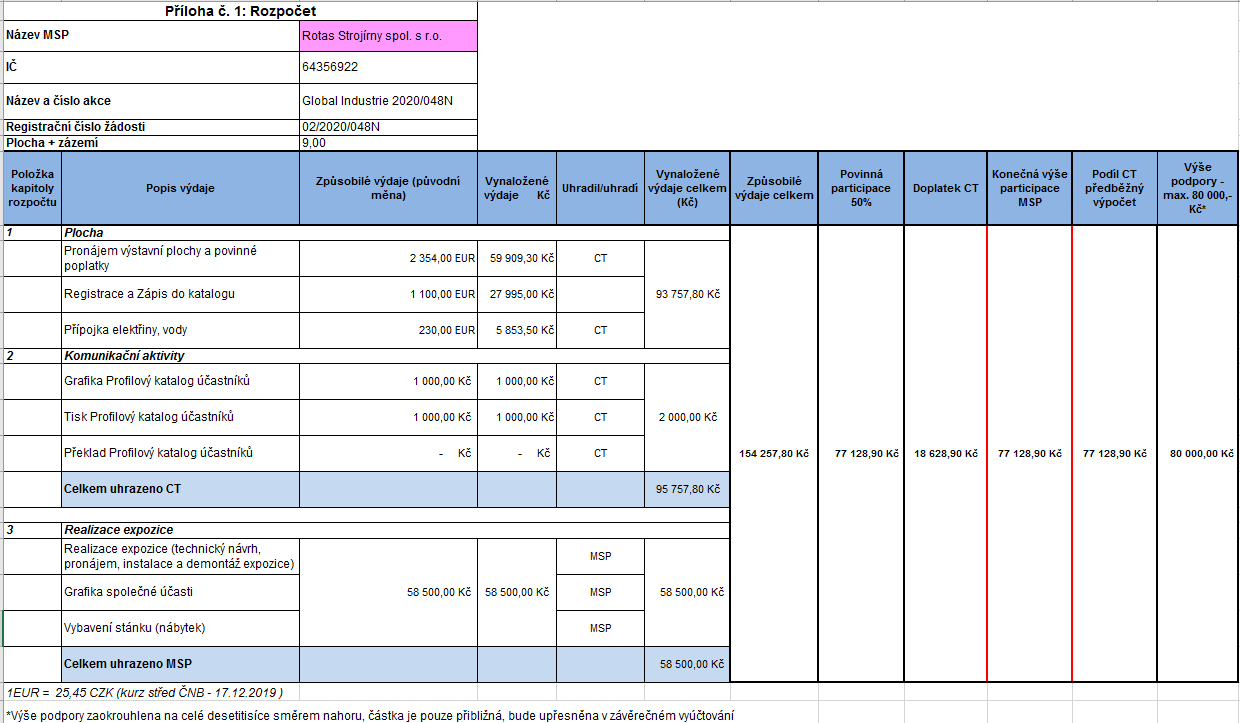 Příloha č. 1: Rozpočet
Název MSP Rotas Strojírny spol. s r.o.
IČ 64356922
Název a číslo akce Global Industrie 2020/048N
Registrační číslo žádosti 02/2020/048N
Plocha + zázemí 9,00
Položka kapitoly rozpočtu Popis výdaje Způsobilé výdaje (původní měna) Vynaložené výdaje Kč Uhradil/uhradí Vynaložené výdaje celkem (Kč) Způsobilé výdaje celkem Povinná participace 50% Doplatek CT Konečná výše participace MSP Podíl CT předběžný výpočet Výše podpory - max. 80 000,- Kč*
1 Plocha
Pronájem výstavní plochy a povinné
poplatky 2 354,00 EUR 59 909,30 Kč CT
Registrace a Zápis do katalogu 1 100,00 EUR 27 995,00 Kč 93 757,80 Kč
Přípojka elektřiny, vody 230,00 EUR 5 853,50 Kč CT
2 Komunikační aktivity
Grafika Profilový katalog účastníků 1 000,00 Kč 1 000,00 Kč CT
Tisk Profilový katalog účastníků 1 000,00 Kč 1 000,00 Kč CT 2 000,00 Kč
Překlad Profilový katalog účastníků - Kč - Kč CT 154 257,80 Kč 77 128,90 Kč 18 628,90 Kč 77 128,90 Kč 77 128,90 Kč 80 000,00 Kč
Celkem uhrazeno CT 95 757,80 Kč
3 Realizace expozice
Realizace expozice (technický návrh,
pronájem, instalace a demontáž expozice) MSP
Grafika společné účasti 58 500,00 Kč 58 500,00 Kč MSP 58 500,00 Kč
Vybavení stánku (nábytek) MSP
Celkem uhrazeno MSP 58 500,00 Kč
1EUR = 25,45 CZK (kurz střed ČNB - 17.12.2019 )
*Výše podpory zaokrouhlena na celé desetitisíce směrem nahoru, částka je pouze přibližná, bude upřesněna v závěrečném vyúčtování